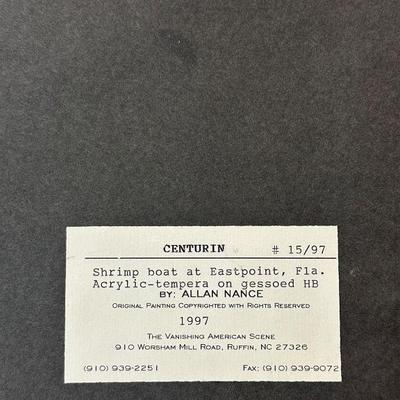 CENTURIN # 15/97
Shrimp boat at Eastpoint, Fla.
Acrylic-tempera on gessoed HB
BY: ALLAN NANCE
Original Painting Copyrighted with Rights Reserved
1997
The Vanishing American Scene
910 Worsham Mill Road, Ruffin, NC 27326
(910) 939-2251 Fax: (910) 939-9072